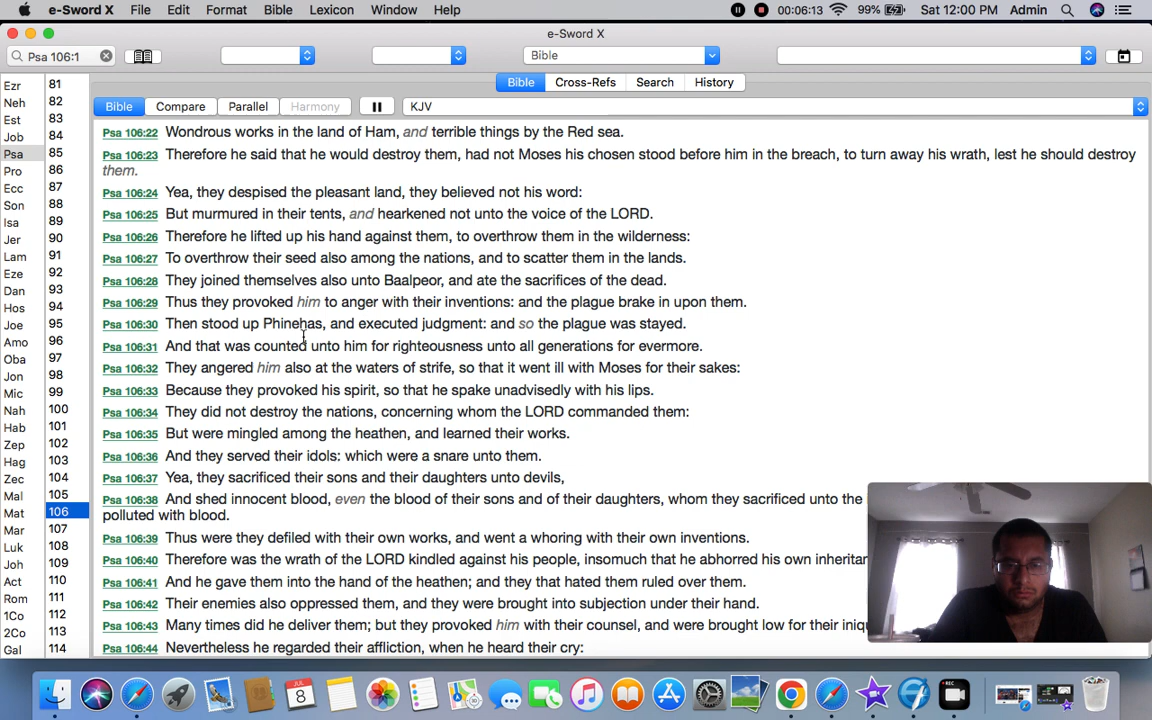 e-Sword X File Edit Format Bible Lexicon Window Help 00:06:13 99% Sat 12:00 PM Admin
e-Sword X
Psa 106:1 Bible
Bible Cross-Refs Search History
Bible Compare Parallel Harmony KJV
Ezr 81
Neh 82
Est 83
Job 84
Psa 85
Pro 86
Ecc 87
Son 88
Isa 89
Jer 90
Lam 91
Eze 92
Dan 93
Hos 94
Joe 95
Amo 96
Oba 97
Jon 98
Mic 99
Nah 100
Hab 101
Zep 102
Hag 103
Zec 104
Mal 105
Mat 106
Mar 107
Luk 108
Joh 109
Act 110
Rom 111
1Co 112
2Co 113
Gal 114
Psa 106:22 Wondrous works in the land of Ham, and terrible things by the Red sea.
Psa 106:23 Therefore he said that he would destroy them, had not Moses his chosen stood before him in the breach, to turn away his wrath, lest he should destroy
them.
Psa 106:24 Yea, they despised the pleasant land, they believed not his word:
Psa 106:25 But murmured in their tents, and hearkened not unto the voice of the LORD.
Psa 106:26 Therefore he lifted up his hand against them, to overthrow them in the wilderness:
Psa 106:27 To overthrow their seed also among the nations, and to scatter them in the lands.
Psa 106:28 They joined themselves also unto Baalpeor, and ate the sacrifices of the dead.
Psa 106:29 Thus they provoked him to anger with their inventions: and the plague brake in upon them.
Psa 106:30 Then stood up Phinehas, and executed judgment: and so the plague was stayed.
Psa 106:31 And that was counted unto him for righteousness unto all generations for evermore.
Psa 106:32 They angered him also at the waters of strife, so that it went ill with Moses for their sakes:
Psa 106:33 Because they provoked his spirit, so that he spake unadvisedly with his lips.
Psa 106:34 They did not destroy the nations, concerning whom the LORD commanded them:
Psa 106:35 But were mingled among the heathen, and learned their works.
Psa 106:36 And they served their idols: which were a snare unto them.
Psa 106:37 Yea, they sacrificed their sons and their daughters unto devils,
Psa 106:38 And shed innocent blood, even the blood of their sons and of their daughters, whom they sacrificed unto the
polluted with blood.
Psa 106:39 Thus were they defiled with their own works, and went a whoring with their own inventions.
Psa 106:40 Therefore was the wrath of the LORD kindled against his people, insomuch that he abhorred his own inheritan
Psa 106:41 And he gave them into the hand of the heathen; and they that hated them ruled over them.
Psa 106:42 Their enemies also oppressed them, and they were brought into subjection under their hand.
Psa 106:43 Many times did he deliver them; but they provoked him with their counsel, and were brought low for their iniq
Psa 106:44 Nevertheless he regarded their affliction, when he heard their cry:
8